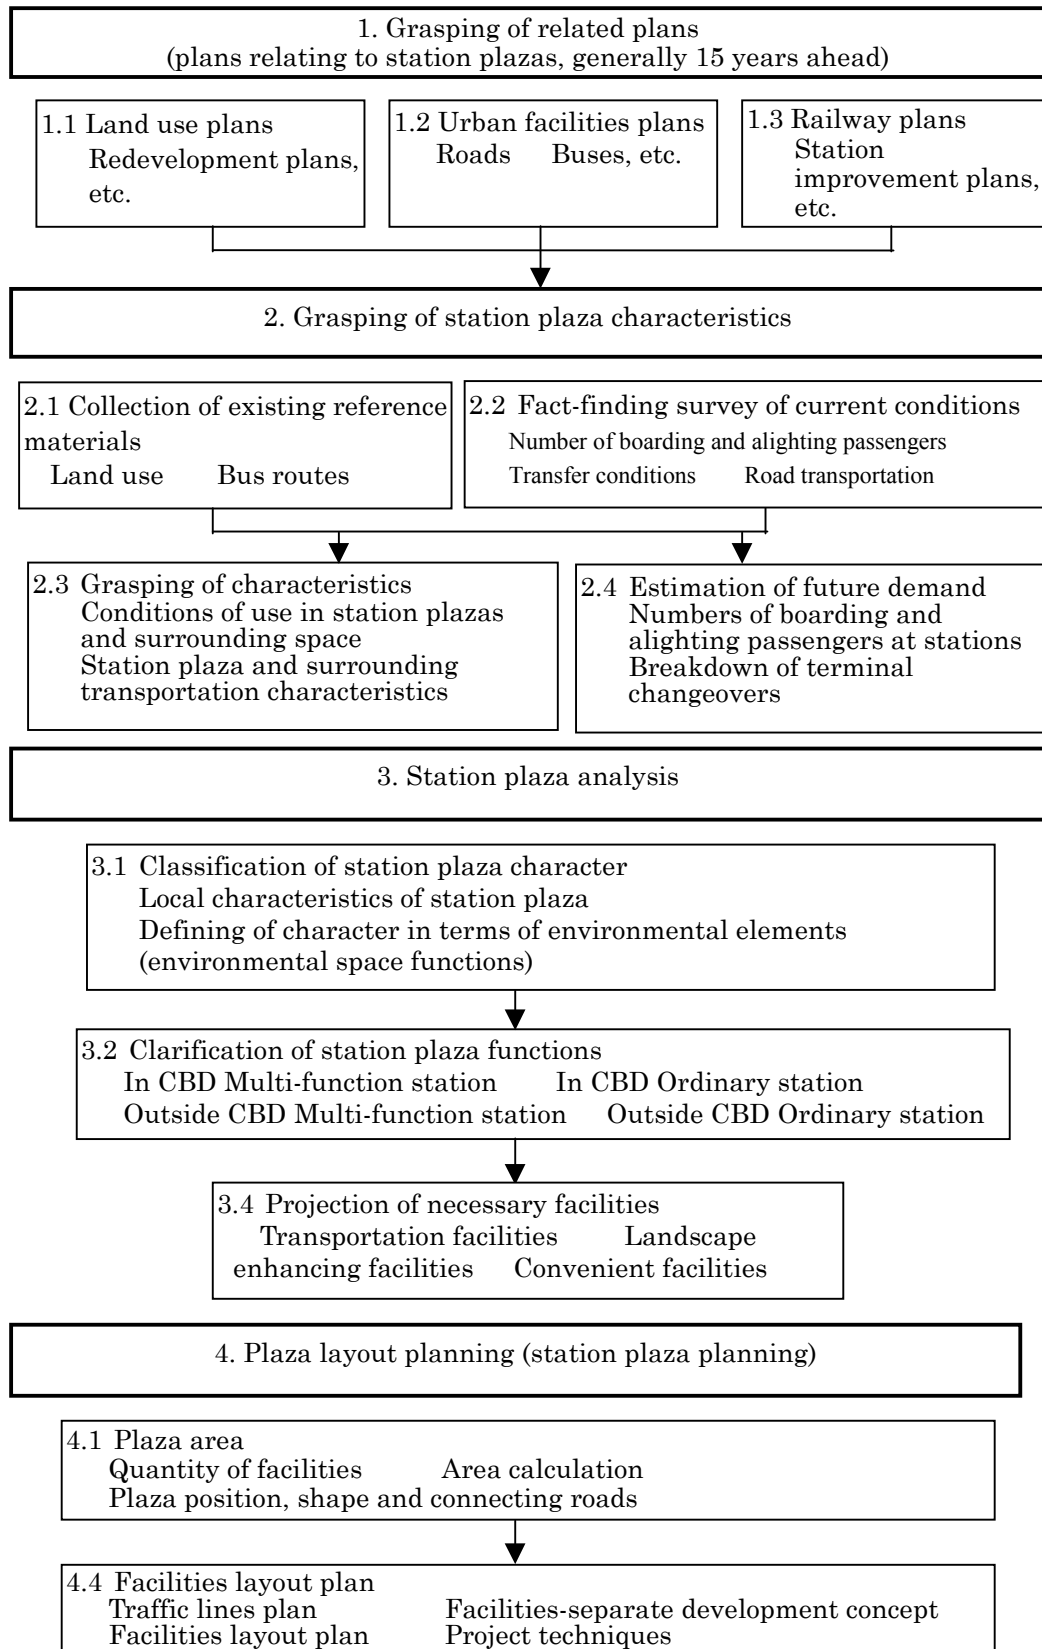 1. Grasping of related plans
(plans relating to station plazas, generally 15 years ahead)
1.1 Land use plans
Redevelopment plans,
etc.
1.2 Urban facilities plans
Roads Buses, etc.
1.3 Railway plans
Station
improvement plans,
etc.
2. Grasping of station plaza characteristics
2.1 Collection of existing reference
materials
Land use Bus routes
2.2 Fact-finding survey of current conditions
Number of boarding and alighting passengers
Transfer conditions Road transportation
2.3 Grasping of characteristics
Conditions of use in station plazas
and surrounding space
Station plaza and surrounding
transportation characteristics
2.4 Estimation of future demand
Numbers of boarding and
alighting passengers at stations
Breakdown of terminal
changeovers
3. Station plaza analysis
3.1 Classification of station plaza character
Local characteristics of station plaza
Defining of character in terms of environmental elements
(environmental space functions)
3.2 Clarification of station plaza functions
In CBD Multi-function station In CBD Ordinary station
Outside CBD Multi-function station Outside CBD Ordinary station
3.4 Projection of necessary facilities
Transportation facilities Landscape
enhancing facilities Convenient facilities
4. Plaza layout planning (station plaza planning)
4.1 Plaza area
Quantity of facilities Area calculation
Plaza position, shape and connecting roads
4.4 Facilities layout plan
Traffic lines plan Facilities-separate development concept
Facilities layout plan Project techniques